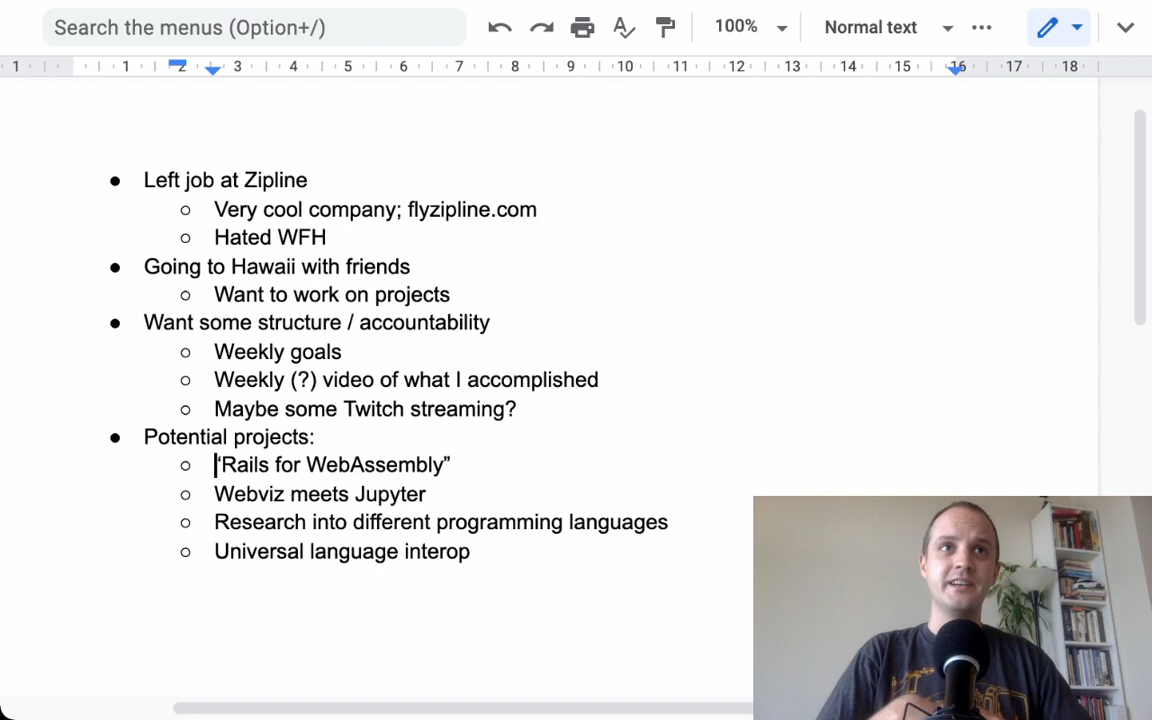 Search the menus (Option+/)
100%
Normal text
1 1 2 3 4 5 6 7 8 9 10 11 12 13 14 15 16 17 18
● Left job at Zipline
○ Very cool company; flyzipline.com
○ Hated WFH
● Going to Hawaii with friends
○ Want to work on projects
● Want some structure / accountability
○ Weekly goals
○ Weekly (?) video of what I accomplished
○ Maybe some Twitch streaming?
● Potential projects:
○ “Rails for WebAssembly”
○ Webviz meets Jupyter
○ Research into different programming languages
○ Universal language interop